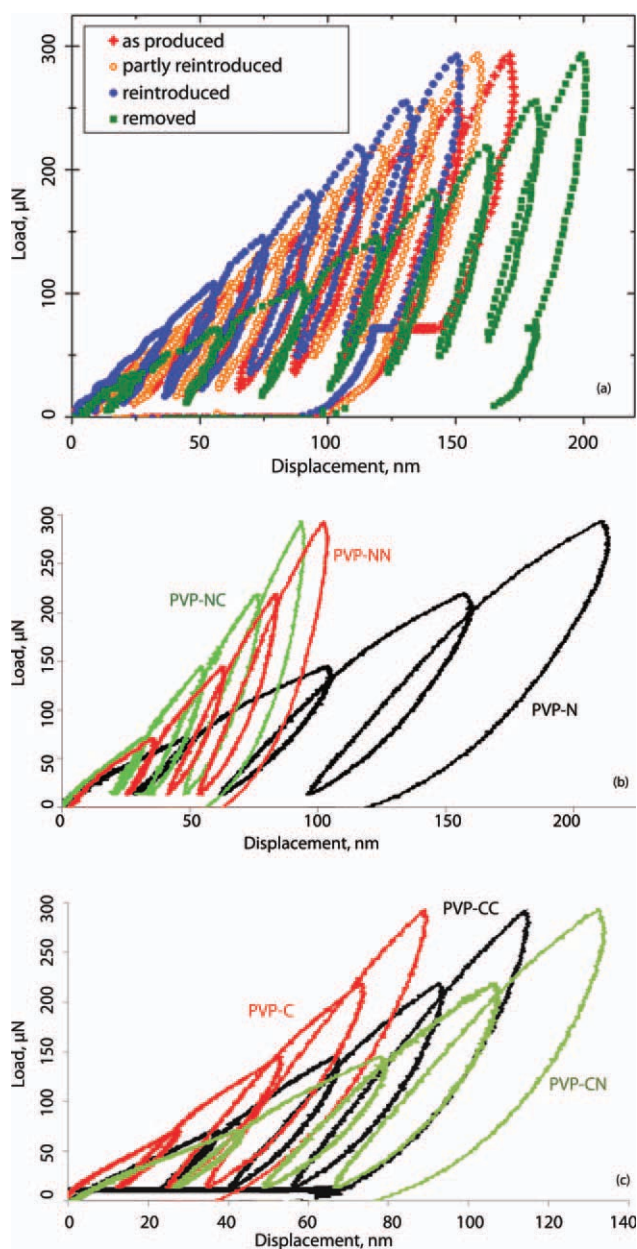 as produced
partly reintroduced
reintroduced
removed
300
200
100
0
Load, µN
(a)
0 50 100 150 200
Displacement, nm
300
250
200
150
100
50
0
Load, µN
PVP-NC
PVP-NN
PVP-N
(b)
0 50 100 150 200
Displacement, nm
300
250
200
150
100
50
0
Load, µN
PVP-CC
PVP-C
PVP-CN
(c)
0 20 40 60 80 100 120 140
Displacement, nm